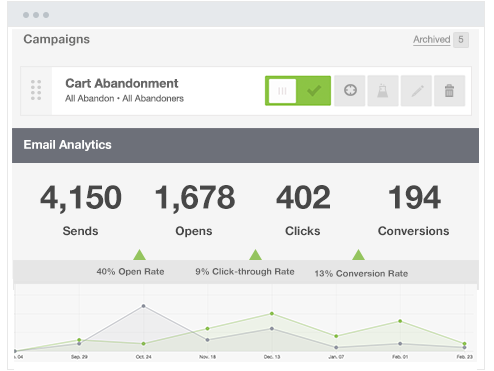 Campaigns
Archived 5
Cart Abandonment
All Abandon • All Abandoners
Email Analytics
4,150 1,678 402 194
Sends Opens Clicks Conversions
40% Open Rate 9% Click-through Rate 13% Conversion Rate
. 04 Sep. 29 Oct. 24 Nov. 18 Dec. 13 Jan. 07 Feb. 01 Feb. 23